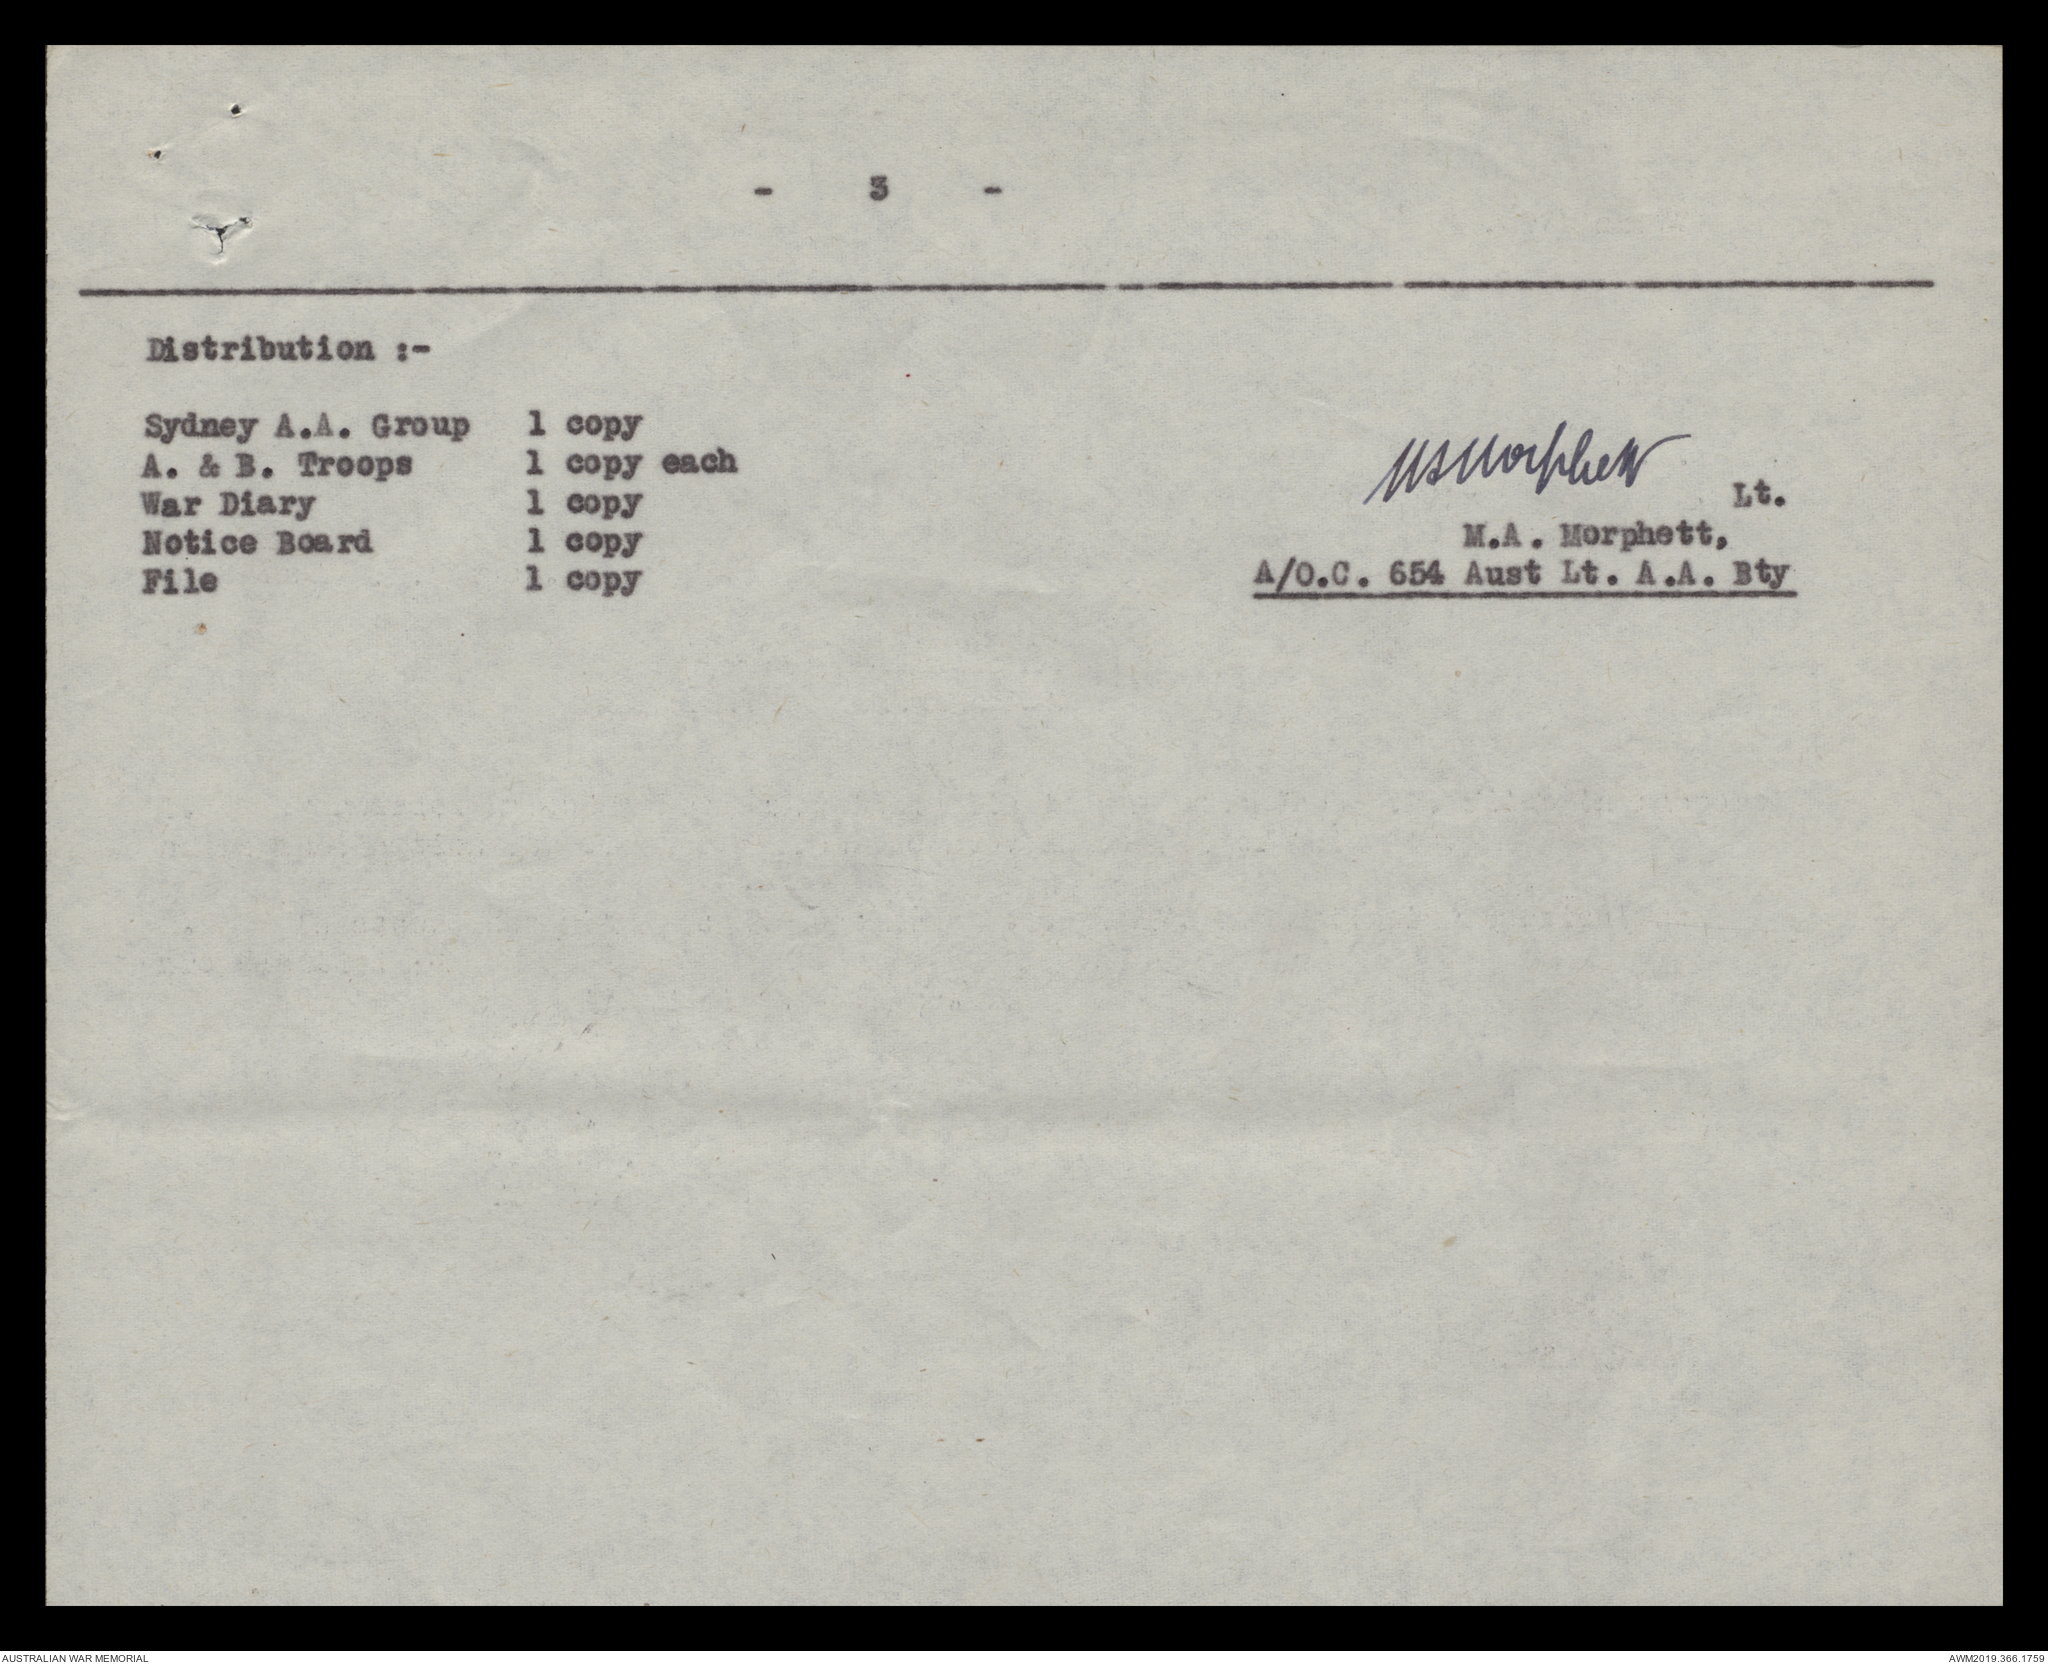 - 3 -
Distribution :-
Sydney A.A. Group 1 copy
A. & B. Troops 1 copy each
War Diary 1 copy
Notice Board 1 copy
File 1 copy
MAMorphett Lt.
M.A. Morphett,
A/O.C. 654 Aust Lt. A.A. Bty
AUSTRALIAN WAR MEMORIAL
AWM2019.366.1759